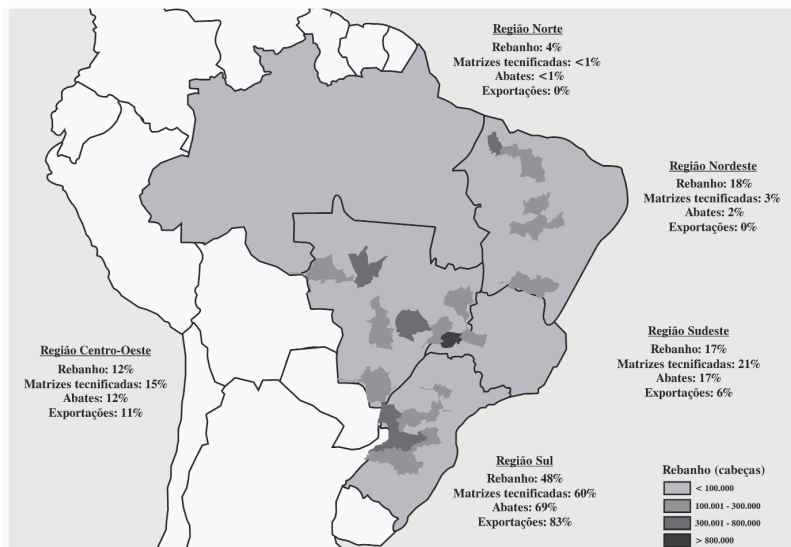 Região Norte
Rebanho: 4%
Matrizes tecnificadas: <1%
Abates: <1%
Exportações: 0%
Região Nordeste
Rebanho: 18%
Matrizes tecnificadas: 3%
Abates: 2%
Exportações: 0%
Região Sudeste
Rebanho: 17%
Matrizes tecnificadas: 21%
Abates: 17%
Exportações: 6%
Região Centro-Oeste
Rebanho: 12%
Matrizes tecnificadas: 15%
Abates: 12%
Exportações: 11%
Região Sul
Rebanho: 48%
Matrizes tecnificadas: 60%
Abates: 69%
Exportações: 83%
Rebanho (cabeças)
< 100.000
100.001 - 300.000
300.001 - 800.000
> 800.000